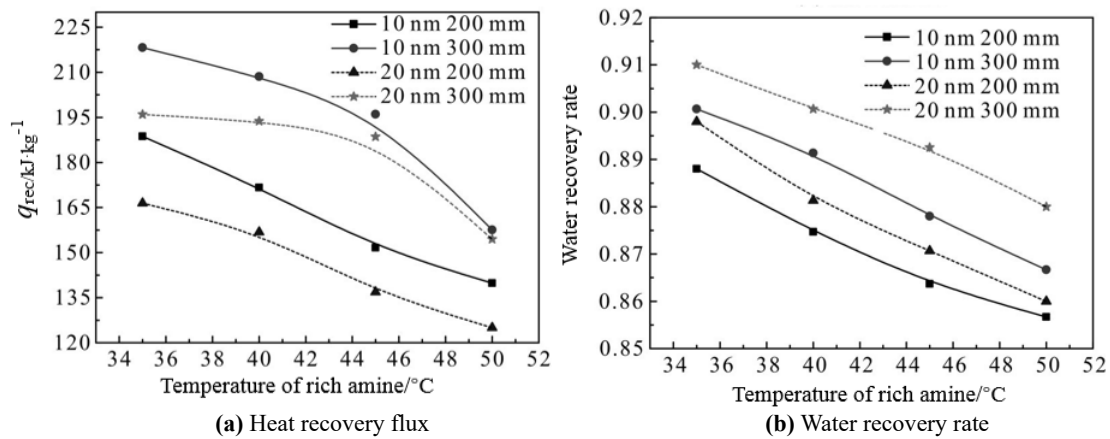 225
210
195
180
165
150
135
120
q_rec/kJ·kg⁻¹
10 nm 200 mm
10 nm 300 mm
20 nm 200 mm
20 nm 300 mm
34 36 38 40 42 44 46 48 50 52
Temperature of rich amine/°C
(a) Heat recovery flux
0.92
0.91
0.90
0.89
0.88
0.87
0.86
0.85
Water recovery rate
10 nm 200 mm
10 nm 300 mm
20 nm 200 mm
20 nm 300 mm
34 36 38 40 42 44 46 48 50 52
Temperature of rich amine/°C
(b) Water recovery rate